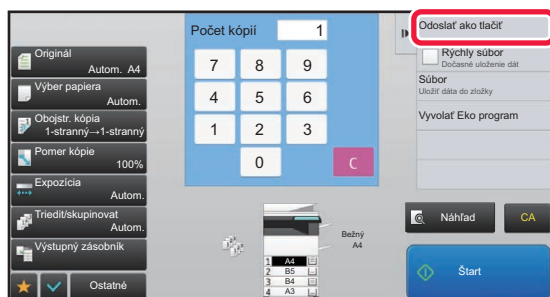 Originál
Autom. A4
Výber papiera
Autom.
Obojstr. kópia
1-stranný→1-stranný
Pomer kópie
100%
Expozícia
Autom.
Triediť/skupinovat
Autom.
Výstupný zásobník
Ostatné
Počet kópií 1
7 8 9
4 5 6
1 2 3
0 C
Bežný
A4
1 A4
2 B5
3 B4
4 A3
Odoslať ako tlačiť
Rýchly súbor
Dočasné uloženie dát
Súbor
Uložiť dáta do zložky
Vyvolať Eko program
Náhľad
CA
Štart